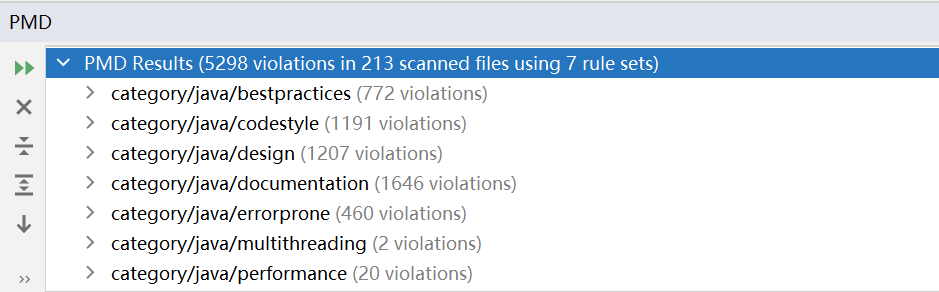 PMD
PMD Results (5298 violations in 213 scanned files using 7 rule sets)
category/java/bestpractices (772 violations)
category/java/codestyle (1191 violations)
category/java/design (1207 violations)
category/java/documentation (1646 violations)
category/java/errorprone (460 violations)
category/java/multithreading (2 violations)
category/java/performance (20 violations)